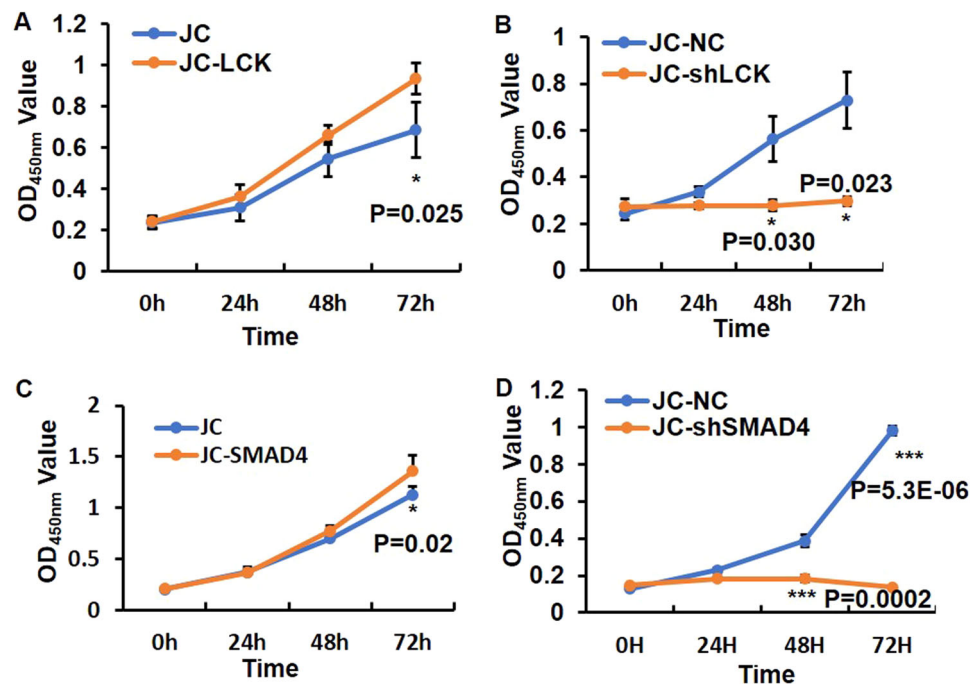 A
JC
JC-LCK
OD450nm Value
1.2
1
0.8
0.6
0.4
0.2
0
*
P=0.025
0h 24h 48h 72h
Time
B
JC-NC
JC-shLCK
OD450nm Value
1
0.8
0.6
0.4
0.2
0
P=0.023
* *
P=0.030
0h 24h 48h 72h
Time
C
JC
JC-SMAD4
OD450nm Value
2
1.5
1
0.5
0
*
P=0.02
0h 24h 48h 72h
Time
D
JC-NC
JC-shSMAD4
OD450nm Value
1.2
1
0.8
0.6
0.4
0.2
0
***
P=5.3E-06
*** P=0.0002
0H 24H 48H 72H
Time